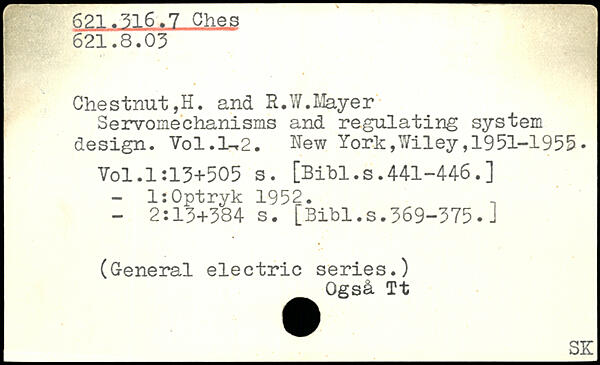 621.316.7 Ches
621.8.03
Chestnut,H. and R.W.Mayer
Servomechanisms and regulating system
design. Vol.1-2. New York,Wiley,1951-1955.
Vol.1:13+505 s. [Bibl.s.441-446.]
- 1:Optryk 1952.
- 2:13+384 s. [Bibl.s.369-375.]
(General electric series.)
Også Tt
SK